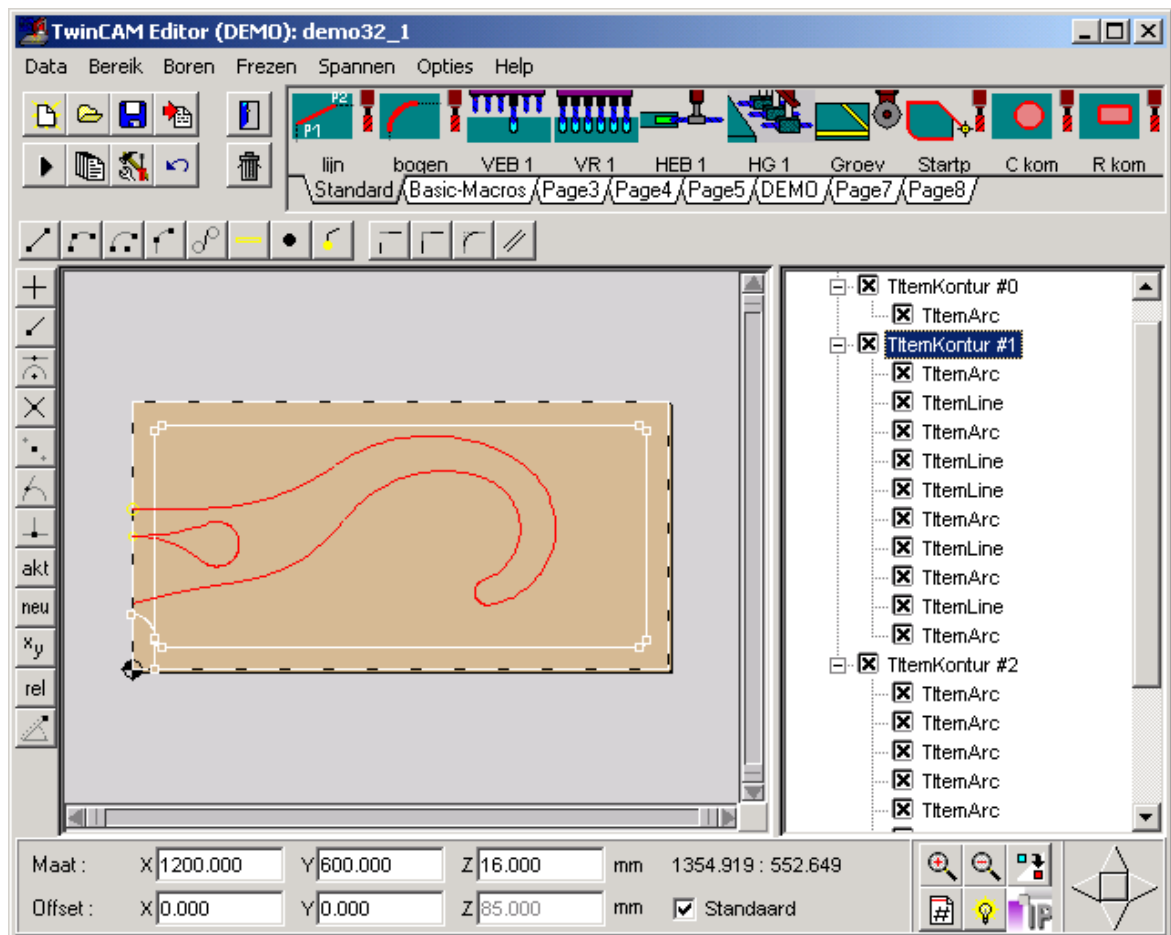 TwinCAM Editor (DEMO): demo32_1
Data Bereik Boren Frezen Spannen Opties Help
P1 P2
lijn bogen VEB 1 VR 1 HEB 1 HG 1 Groev Startp C kom R kom
Standard Basic-Macros Page3 Page4 Page5 DEMO Page7 Page8
akt
neu
xy
rel
TItemKontur #0
TItemArc
TItemKontur #1
TItemArc
TItemLine
TItemArc
TItemLine
TItemLine
TItemArc
TItemLine
TItemArc
TItemLine
TItemArc
TItemKontur #2
TItemArc
TItemArc
TItemArc
TItemArc
TItemArc
Maat : X 1200.000 Y 600.000 Z 16.000 mm 1354.919 : 552.649
Offset : X 0.000 Y 0.000 Z 85.000 mm Standaard
# IP